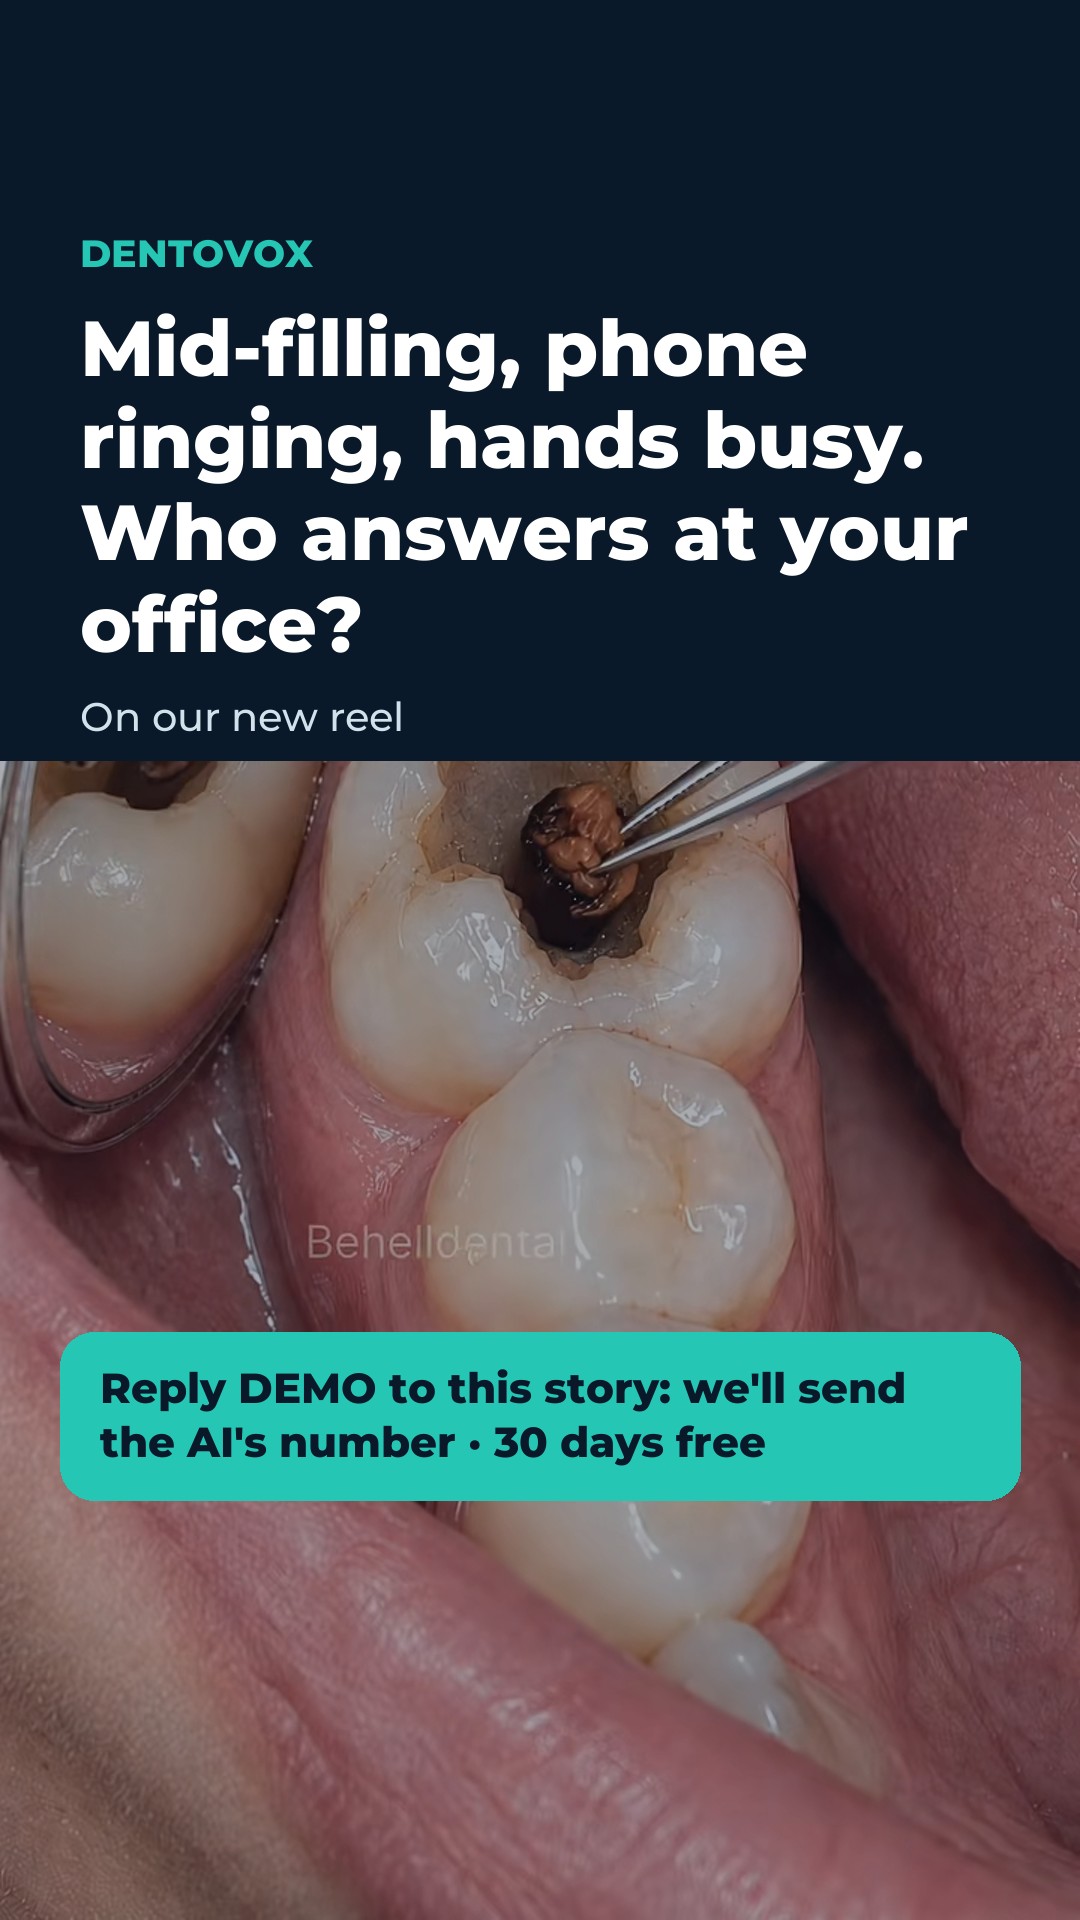 DENTOVOX
Mid-filling, phone
ringing, hands busy.
Who answers at your
office?
On our new reel
Behelldental
Reply DEMO to this story: we'll send
the AI's number • 30 days free